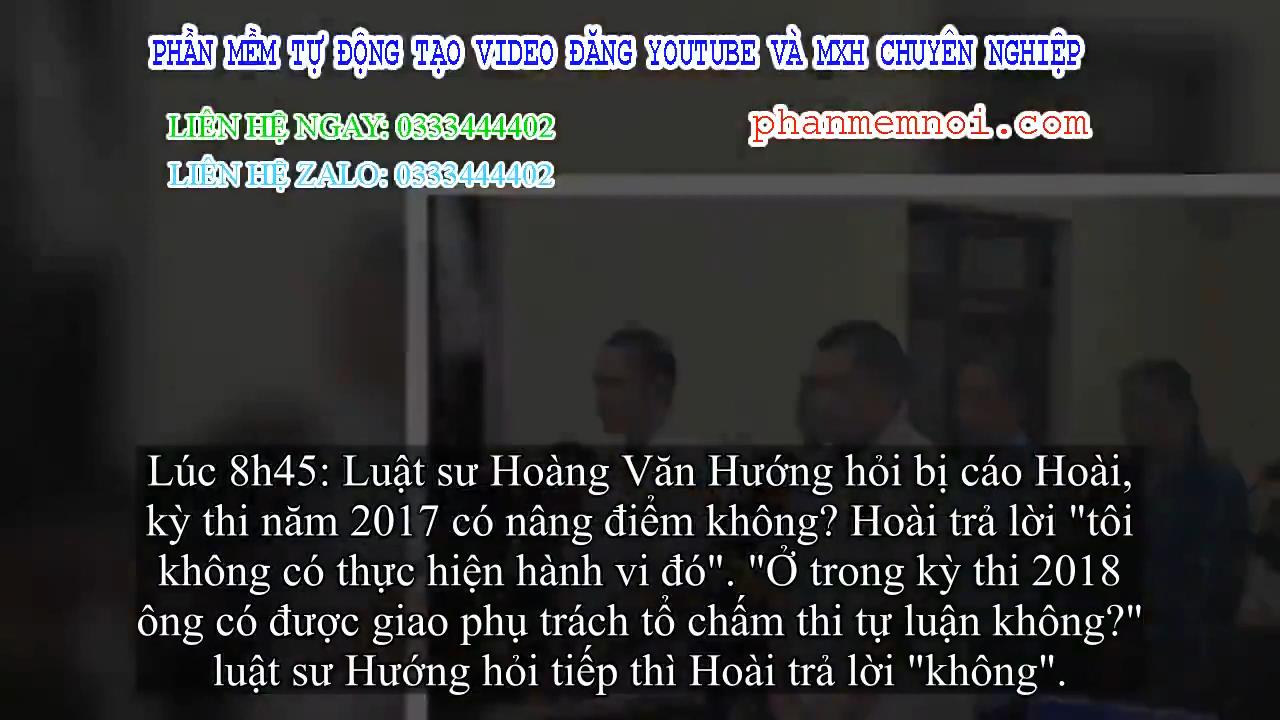 PHẦN MỀM TỰ ĐỘNG TẠO VIDEO ĐĂNG YOUTUBE VÀ MXH CHUYÊN NGHIỆP
LIÊN HỆ NGAY: 0333444402
phanmemnoi.com
LIÊN HỆ ZALO: 0333444402
Lúc 8h45: Luật sư Hoàng Văn Hướng hỏi bị cáo Hoài,
kỳ thi năm 2017 có nâng điểm không? Hoài trả lời "tôi
không có thực hiện hành vi đó". "Ở trong kỳ thi 2018
ông có được giao phụ trách tổ chấm thi tự luận không?"
luật sư Hướng hỏi tiếp thì Hoài trả lời "không".